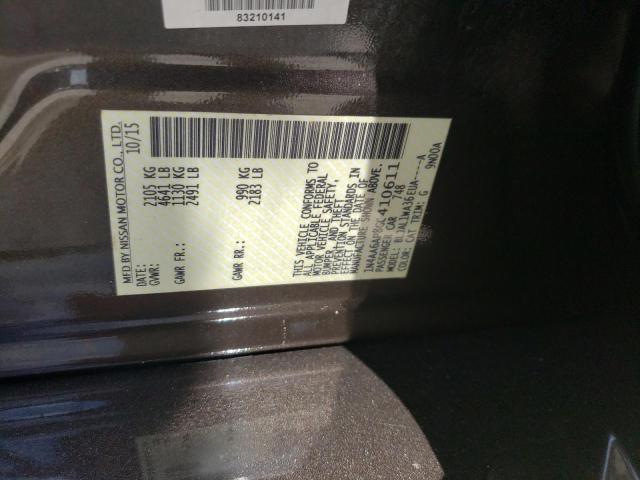 83210141
MFD BY NISSAN MOTOR CO., LTD.
DATE: 10/15
GVWR: 2105 KG
4641 LB
GAWR FR.: 1130 KG
2491 LB
GAWR RR.: 990 KG
2183 LB
THIS VEHICLE CONFORMS TO
ALL APPLICABLE FEDERAL
MOTOR VEHICLE SAFETY,
BUMPER, AND THEFT
PREVENTION STANDARDS IN
EFFECT ON THE DATE OF
MANUFACTURE SHOWN ABOVE.
410611
PASSENGER CAR 748
MODEL: BLJALLWA36EUA----A
COLOR: CAT TRIM: G 9N00A